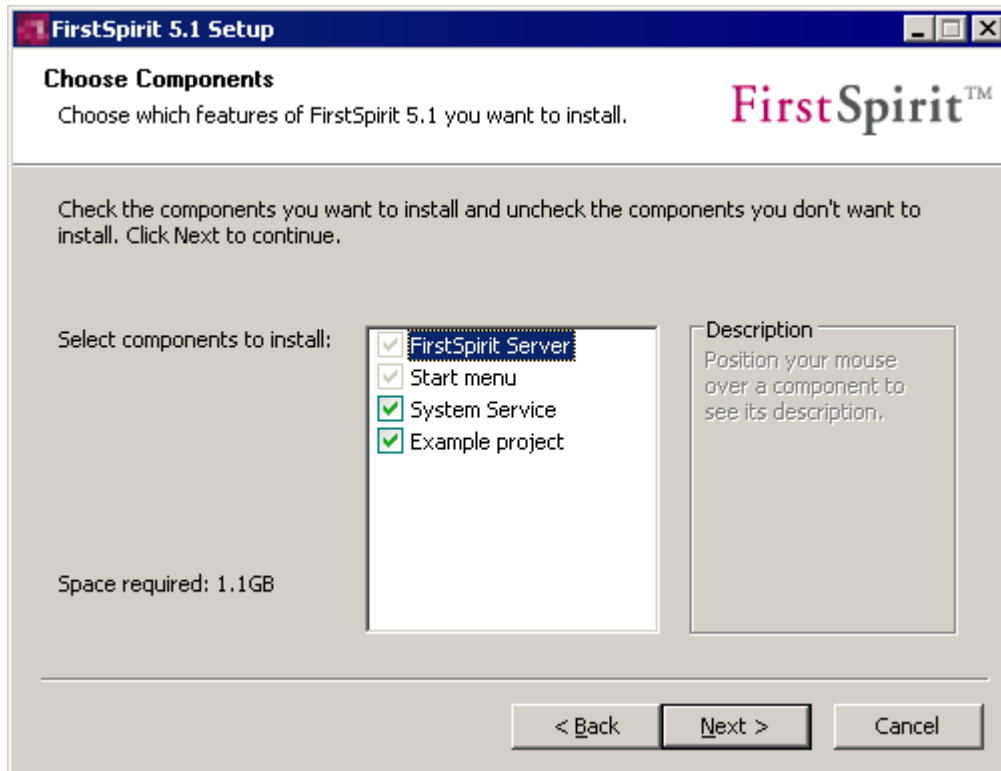 FirstSpirit 5.1 Setup
Choose Components
Choose which features of FirstSpirit 5.1 you want to install.
FirstSpirit™
Check the components you want to install and uncheck the components you don't want to
install. Click Next to continue.
Select components to install:
FirstSpirit Server
Start menu
System Service
Example project
Description
Position your mouse
over a component to
see its description.
Space required: 1.1GB
< Back
Next >
Cancel